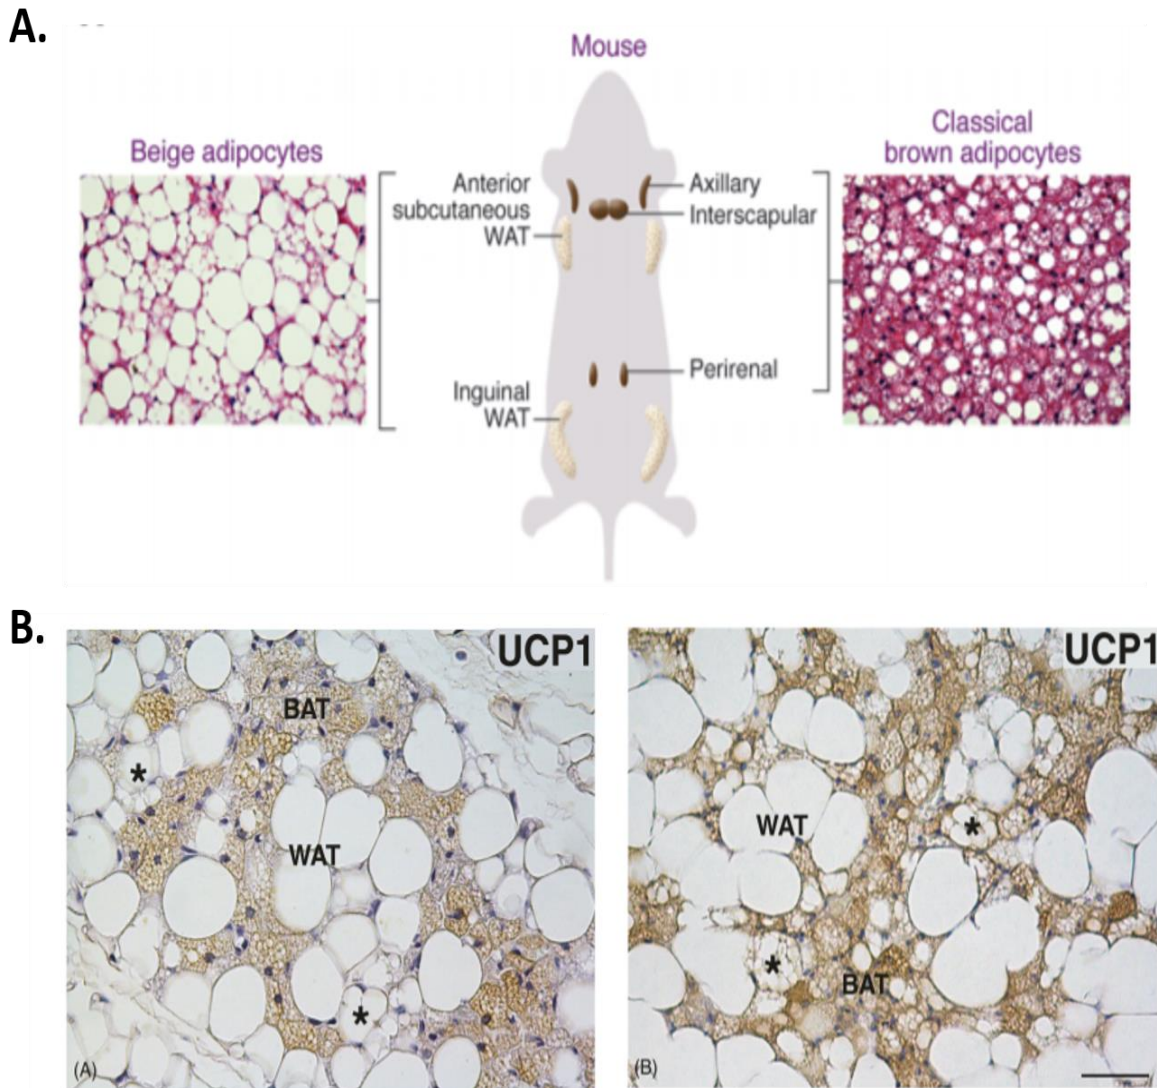 A.
Mouse
Beige adipocytes
Anterior
subcutaneous
WAT
Inguinal
WAT
Axillary
Interscapular
Perirenal
Classical
brown adipocytes
B.
UCP1
BAT
*
WAT
*
(A)
UCP1
WAT
*
*
BAT
(B)